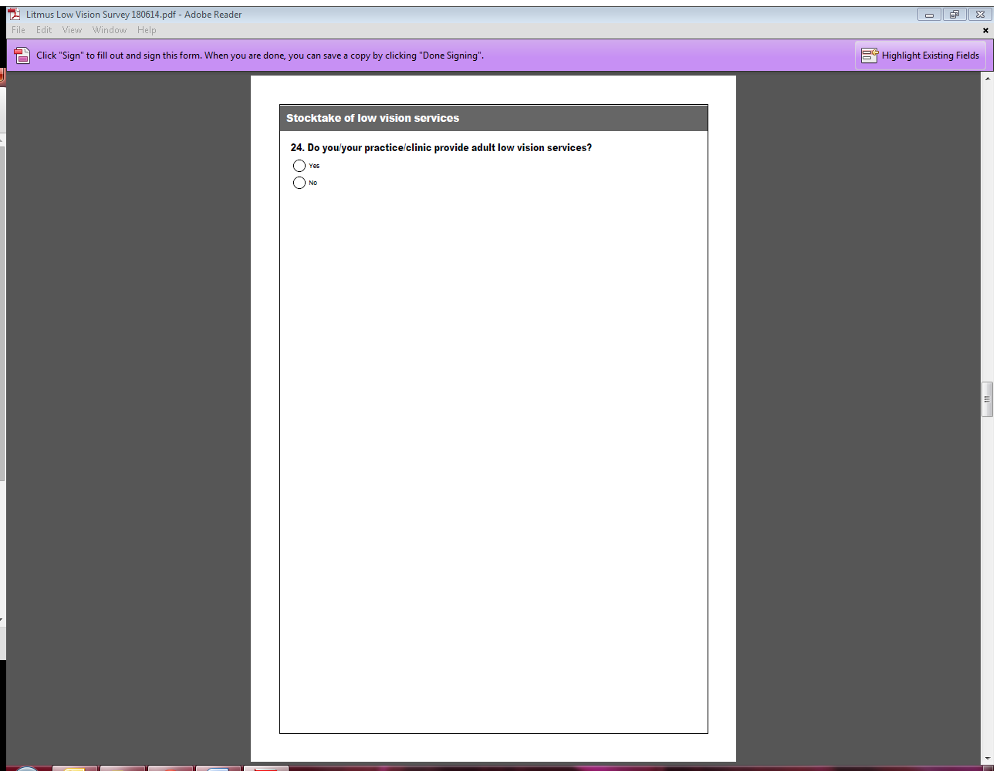 Litmus Low Vision Survey 180614.pdf - Adobe Reader
File Edit View Window Help
Click "Sign" to fill out and sign this form. When you are done, you can save a copy by clicking "Done Signing".
Highlight Existing Fields
Stocktake of low vision services
24. Do you/your practice/clinic provide adult low vision services?
Yes
No